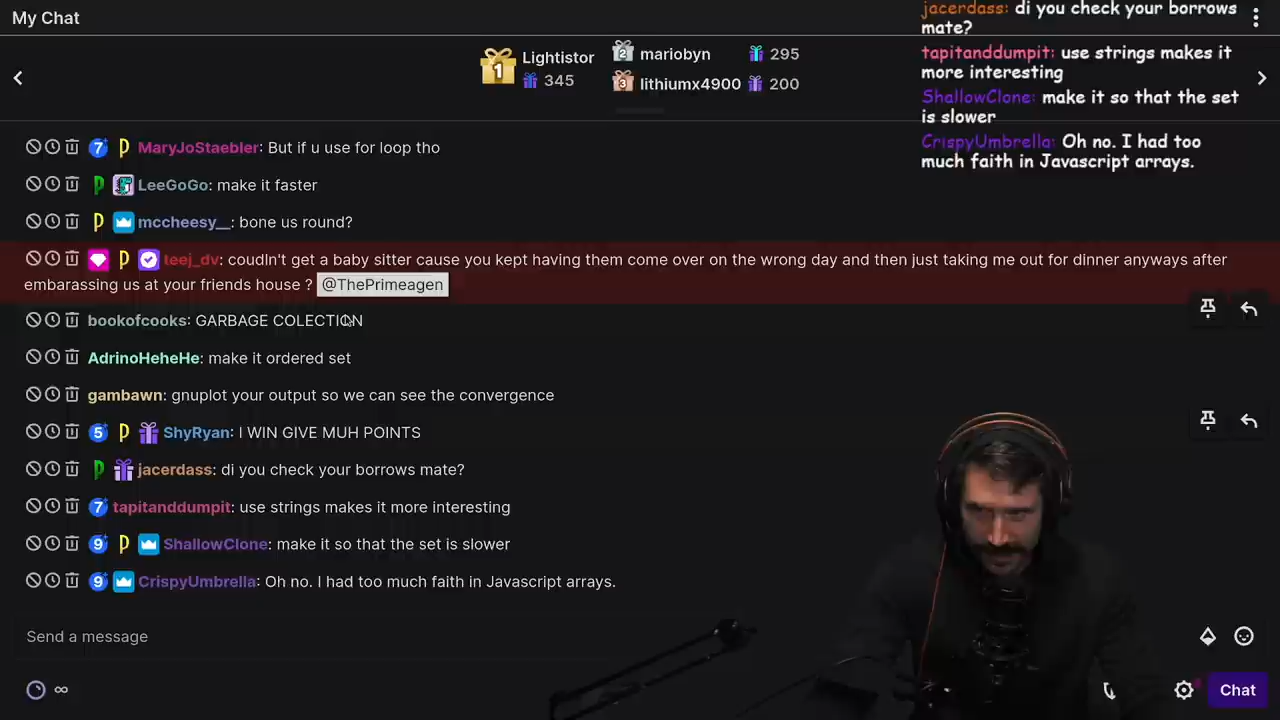 My Chat
Lightistor
345
mariobyn
295
lithiumx4900
200
jacerdass: di you check your borrows
mate?
tapitanddumpit: use strings makes it
more interesting
ShallowClone: make it so that the set
is slower
CrispyUmbrella: Oh no. I had too
much faith in Javascript arrays.
MaryJoStaebler: But if u use for loop tho
LeeGoGo: make it faster
mccheesy__: bone us round?
teej_dv: coudln't get a baby sitter cause you kept having them come over on the wrong day and then just taking me out for dinner anyways after
embarassing us at your friends house ? @ThePrimeagen
bookofcooks: GARBAGE COLECTION
AdrinoHeheHe: make it ordered set
gambawn: gnuplot your output so we can see the convergence
ShyRyan: I WIN GIVE MUH POINTS
jacerdass: di you check your borrows mate?
tapitanddumpit: use strings makes it more interesting
ShallowClone: make it so that the set is slower
CrispyUmbrella: Oh no. I had too much faith in Javascript arrays.
Send a message
∞
Chat